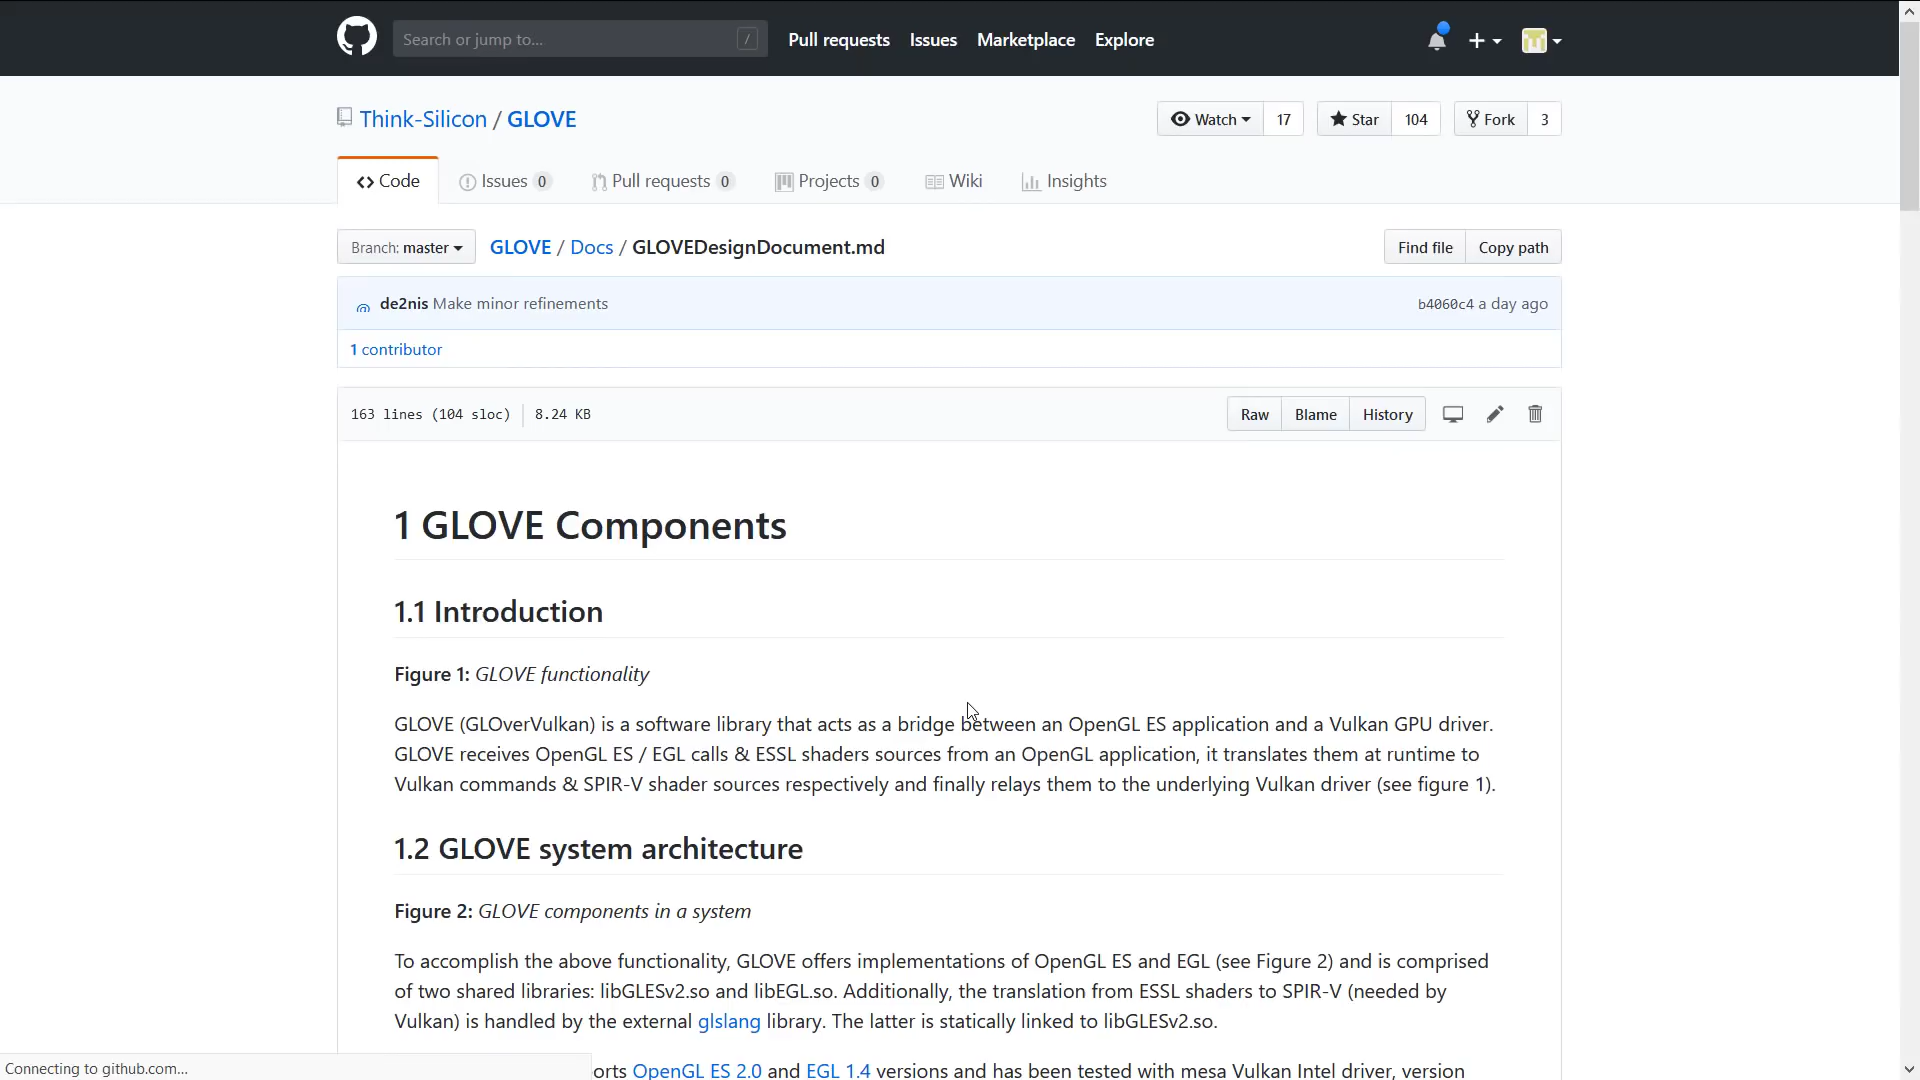 Search or jump to... / Pull requests Issues Marketplace Explore
Think-Silicon / GLOVE Watch 17 Star 104 Fork 3
Code Issues 0 Pull requests 0 Projects 0 Wiki Insights
Branch: master GLOVE / Docs / GLOVEDesignDocument.md Find file Copy path
de2nis Make minor refinements b4060c4 a day ago
1 contributor
163 lines (104 sloc) 8.24 KB Raw Blame History
1 GLOVE Components
1.1 Introduction
Figure 1: GLOVE functionality
GLOVE (GLOverVulkan) is a software library that acts as a bridge between an OpenGL ES application and a Vulkan GPU driver.
GLOVE receives OpenGL ES / EGL calls & ESSL shaders sources from an OpenGL application, it translates them at runtime to
Vulkan commands & SPIR-V shader sources respectively and finally relays them to the underlying Vulkan driver (see figure 1).
1.2 GLOVE system architecture
Figure 2: GLOVE components in a system
To accomplish the above functionality, GLOVE offers implementations of OpenGL ES and EGL (see Figure 2) and is comprised
of two shared libraries: libGLESv2.so and libEGL.so. Additionally, the translation from ESSL shaders to SPIR-V (needed by
Vulkan) is handled by the external glslang library. The latter is statically linked to libGLESv2.so.
orts OpenGL ES 2.0 and EGL 1.4 versions and has been tested with mesa Vulkan Intel driver, version
Connecting to github.com...